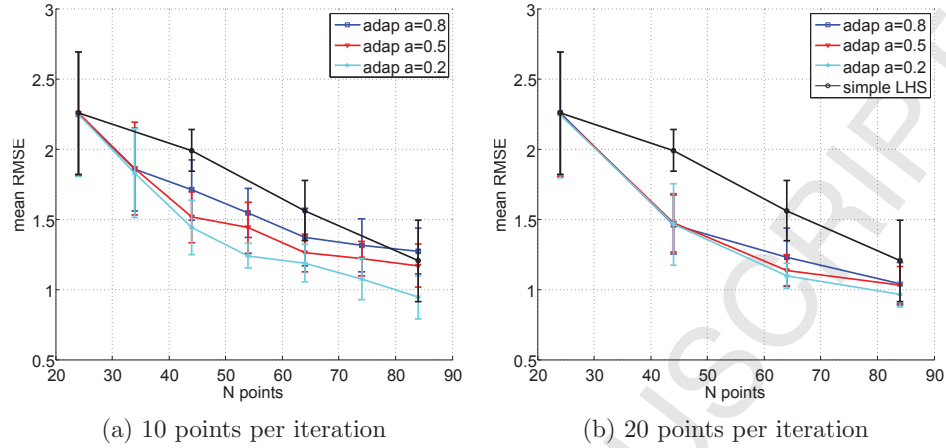 3
2.5
2
1.5
1
0.5
mean RMSE
20 30 40 50 60 70 80 90
N points
adap a=0.8
adap a=0.5
adap a=0.2
(a) 10 points per iteration
3
2.5
2
1.5
1
0.5
mean RMSE
20 30 40 50 60 70 80 90
N points
adap a=0.8
adap a=0.5
adap a=0.2
simple LHS
(b) 20 points per iteration
USCRIPT